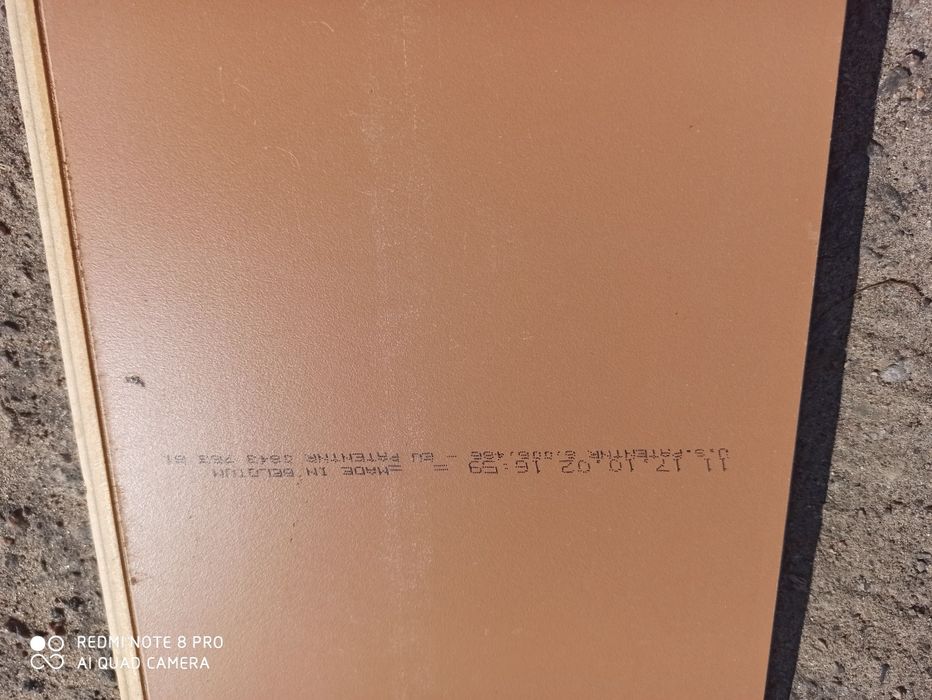 11 17.10.02 16:59 = =MADE IN BELGIUM
U.S.PATENTNR 6,006,486 - EU PATENTNR 0843 763 B1
REDMI NOTE 8 PRO
AI QUAD CAMERA